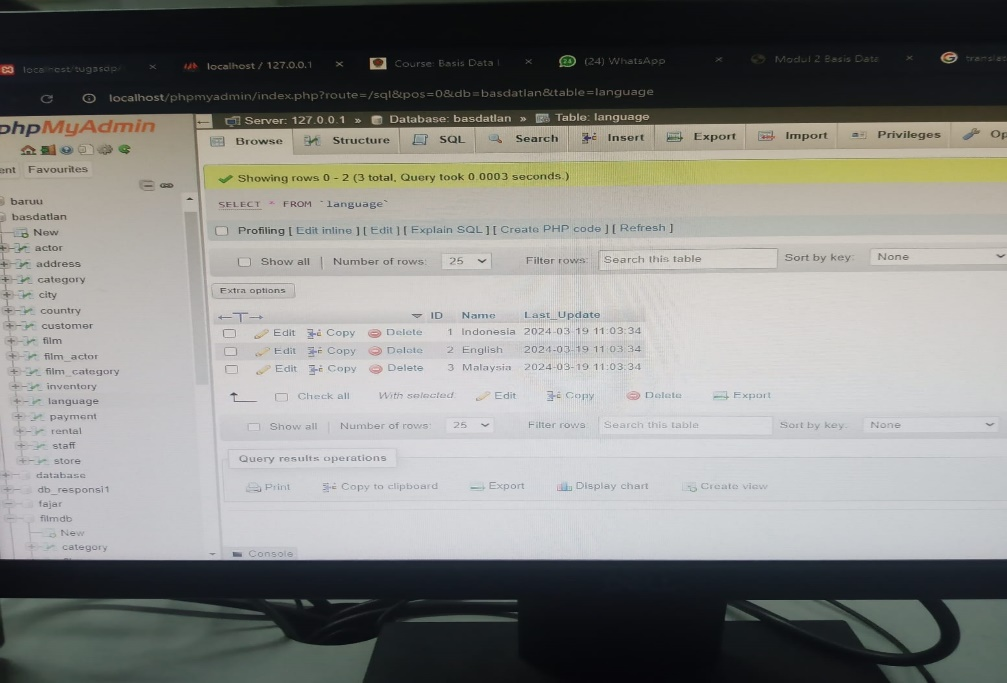 localhost/tugasdp/ × localhost / 127.0.0.1 × Course: Basis Data × (24) WhatsApp × Modul 2 Basis Data × translat
localhost/phpmyadmin/index.php?route=/sql&pos=0&db=basdatlan&table=language
phpMyAdmin
ent Favourites
baruu
basdatlan
New
actor
address
category
city
country
customer
film
film_actor
film_category
inventory
language
payment
rental
staff
store
database
db_responsi1
fajar
filmdb
New
category
Server: 127.0.0.1 » Database: basdatlan » Table: language
Browse Structure SQL Search Insert Export Import Privileges Op
Showing rows 0 - 2 (3 total, Query took 0.0003 seconds.)
SELECT * FROM `language`
Profiling [ Edit inline ] [ Edit ] [ Explain SQL ] [ Create PHP code ] [ Refresh ]
Show all | Number of rows: 25 Filter rows: Search this table Sort by key: None
Extra options
ID Name Last_Update
Edit Copy Delete 1 Indonesia 2024-03-19 11:03:34
Edit Copy Delete 2 English 2024-03-19 11:03:34
Edit Copy Delete 3 Malaysia 2024-03-19 11:03:34
Check all With selected: Edit Copy Delete Export
Show all | Number of rows: 25 Filter rows: Search this table Sort by key: None
Query results operations
Print Copy to clipboard Export Display chart Create view
Console